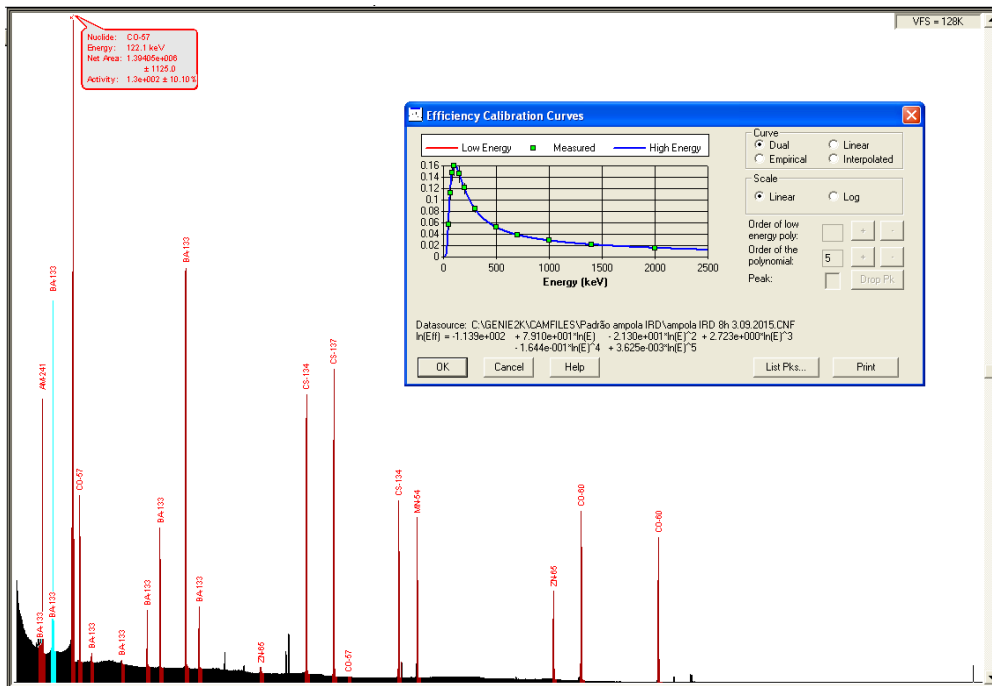 VFS = 128K
Nuclide: CO-57
Energy: 122.1 keV
Net Area: 1.39405e+006
± 1125.0
Activity: 1.3e+002 ± 10.10%
Efficiency Calibration Curves
Low Energy Measured High Energy
0.16
0.14
0.12
0.1
0.08
0.06
0.04
0.02
0
0 500 1000 1500 2000 2500
Energy (keV)
Curve
Dual Linear
Empirical Interpolated
Scale
Linear Log
Order of low
energy poly:
+ -
Order of the
polynomial:
5 + -
Peak:
Drop Pk
Datasource: C:\GENIE2K\CAMFILES\Padrão ampola IRD\ampola IRD 8h 3.09.2015.CNF
ln(Eff) = -1.139e+002 + 7.910e+001*ln(E) - 2.130e+001*ln(E)^2 + 2.723e+000*ln(E)^3
- 1.644e-001*ln(E)^4 + 3.625e-003*ln(E)^5
OK Cancel Help List Pks... Print
BA-133
AM-241
BA-133
BA-133
CO-57
BA-133
BA-133
BA-133
BA-133
BA-133
BA-133
ZN-65
CS-134
CS-137
CO-57
CS-134
MN-54
ZN-65
CO-60
CO-60